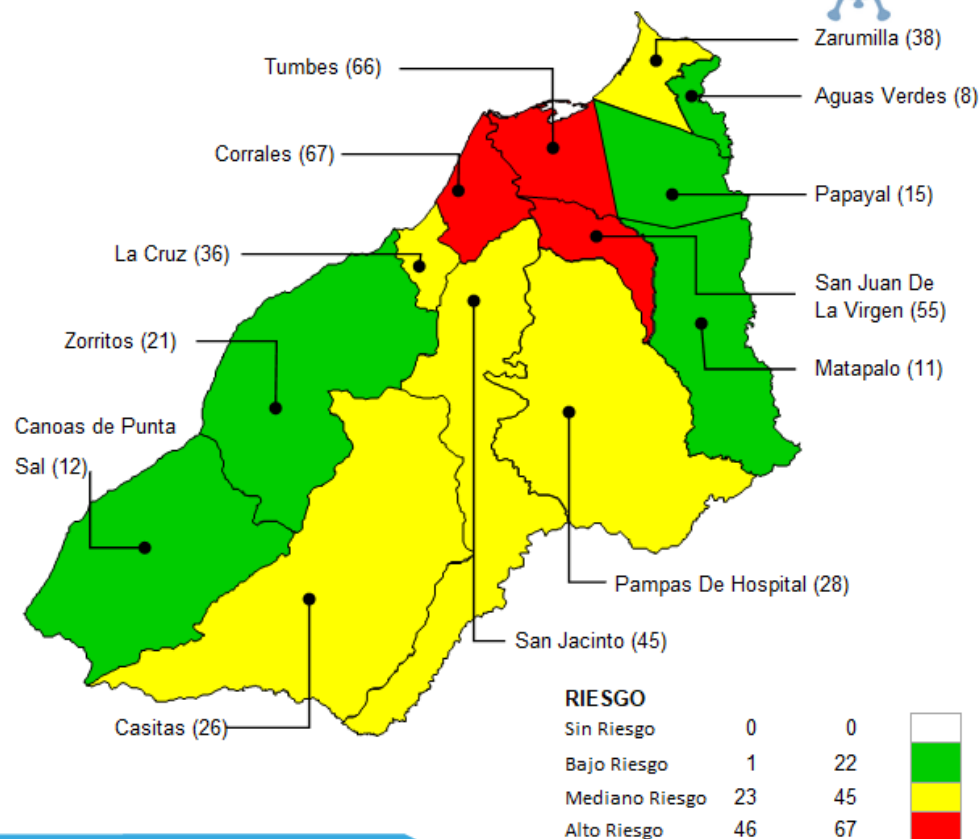 Zarumilla (38)
Tumbes (66)
Aguas Verdes (8)
Corrales (67)
Papayal (15)
La Cruz (36)
San Juan De
La Virgen (55)
Zorritos (21)
Matapalo (11)
Canoas de Punta
Sal (12)
Pampas De Hospital (28)
San Jacinto (45)
Casitas (26)
RIESGO
Sin Riesgo 0 0
Bajo Riesgo 1 22
Mediano Riesgo 23 45
Alto Riesgo 46 67